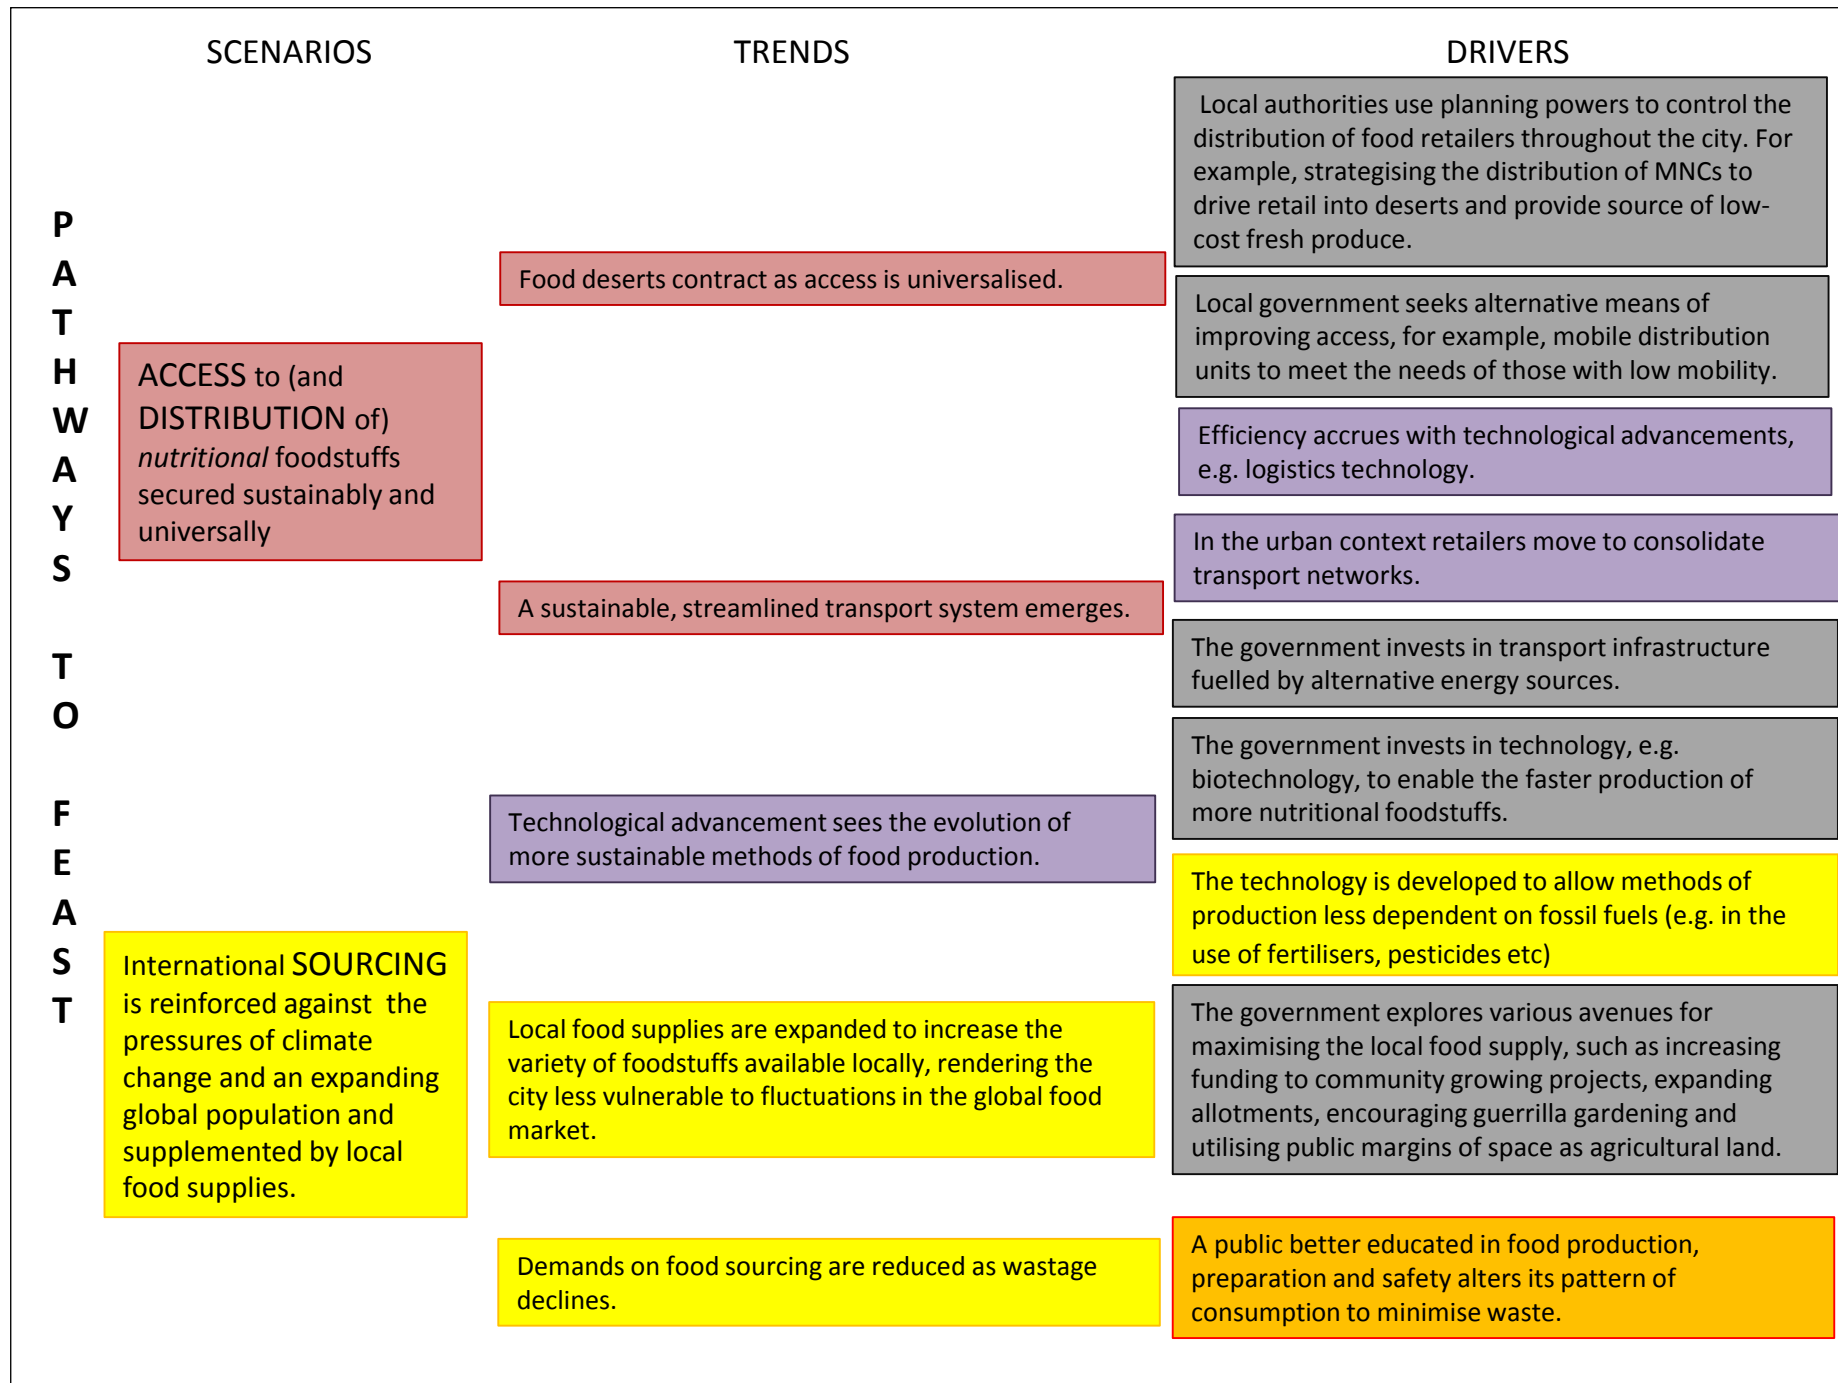 SCENARIOS
TRENDS
DRIVERS
P
A
T
H
W
A
Y
S
T
O
F
E
A
S
T
ACCESS to (and
DISTRIBUTION of)
nutritional foodstuffs
secured sustainably and
universally
Food deserts contract as access is universalised.
Local authorities use planning powers to control the
distribution of food retailers throughout the city. For
example, strategising the distribution of MNCs to
drive retail into deserts and provide source of low-
cost fresh produce.
Local government seeks alternative means of
improving access, for example, mobile distribution
units to meet the needs of those with low mobility.
A sustainable, streamlined transport system emerges.
Efficiency accrues with technological advancements,
e.g. logistics technology.
In the urban context retailers move to consolidate
transport networks.
The government invests in transport infrastructure
fuelled by alternative energy sources.
International SOURCING
is reinforced against  the
pressures of climate
change and an expanding
global population and
supplemented by local
food supplies.
Technological advancement sees the evolution of
more sustainable methods of food production.
The government invests in technology, e.g.
biotechnology, to enable the faster production of
more nutritional foodstuffs.
The technology is developed to allow methods of
production less dependent on fossil fuels (e.g. in the
use of fertilisers, pesticides etc)
Local food supplies are expanded to increase the
variety of foodstuffs available locally, rendering the
city less vulnerable to fluctuations in the global food
market.
The government explores various avenues for
maximising the local food supply, such as increasing
funding to community growing projects, expanding
allotments, encouraging guerrilla gardening and
utilising public margins of space as agricultural land.
Demands on food sourcing are reduced as wastage
declines.
A public better educated in food production,
preparation and safety alters its pattern of
consumption to minimise waste.